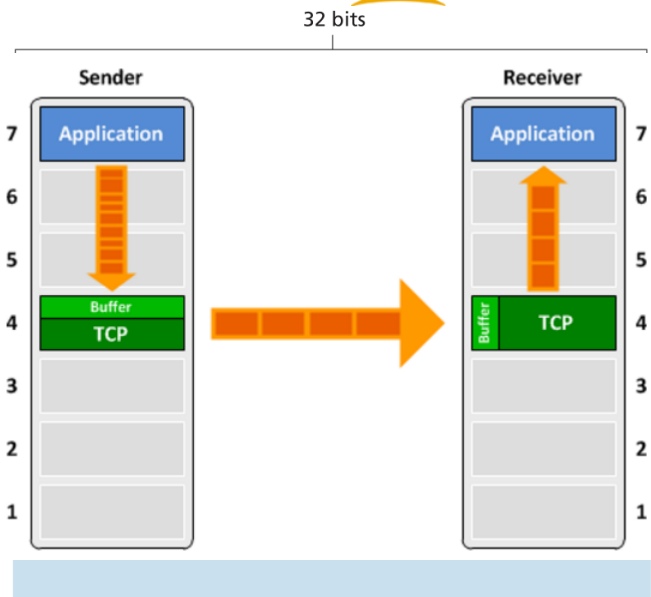 32 bits
Sender Receiver
7 Application Application 7
6 6
5 5
Buffer
4 TCP Buffer TCP 4
3 3
2 2
1 1